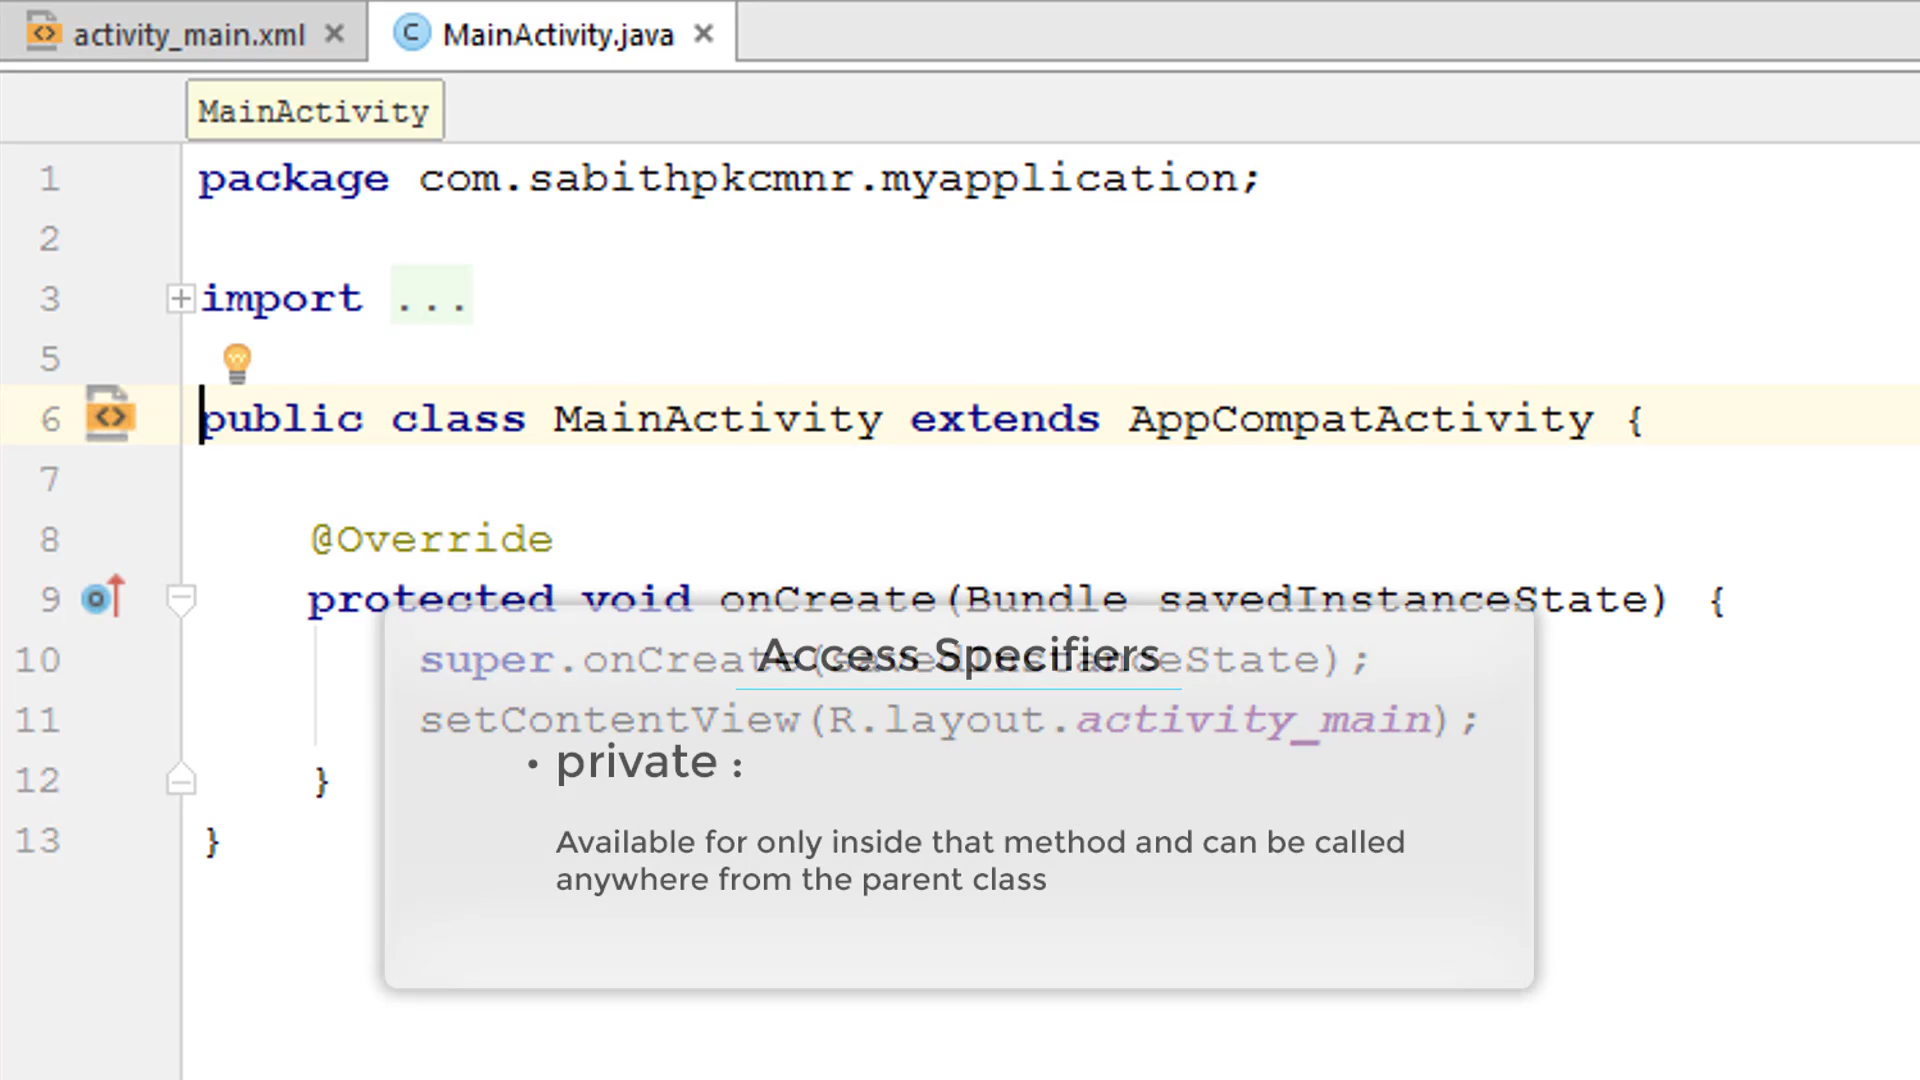 activity_main.xml
MainActivity.java
MainActivity
1 package com.sabithpkcmnr.myapplication;
2
3 import ...
5
6 public class MainActivity extends AppCompatActivity {
7
8 @Override
9 protected void onCreate(Bundle savedInstanceState) {
10 super.onCreate(savedInstanceState);
11 setContentView(R.layout.activity_main);
12 }
13 }
Access Specifiers
• private :
Available for only inside that method and can be called
anywhere from the parent class